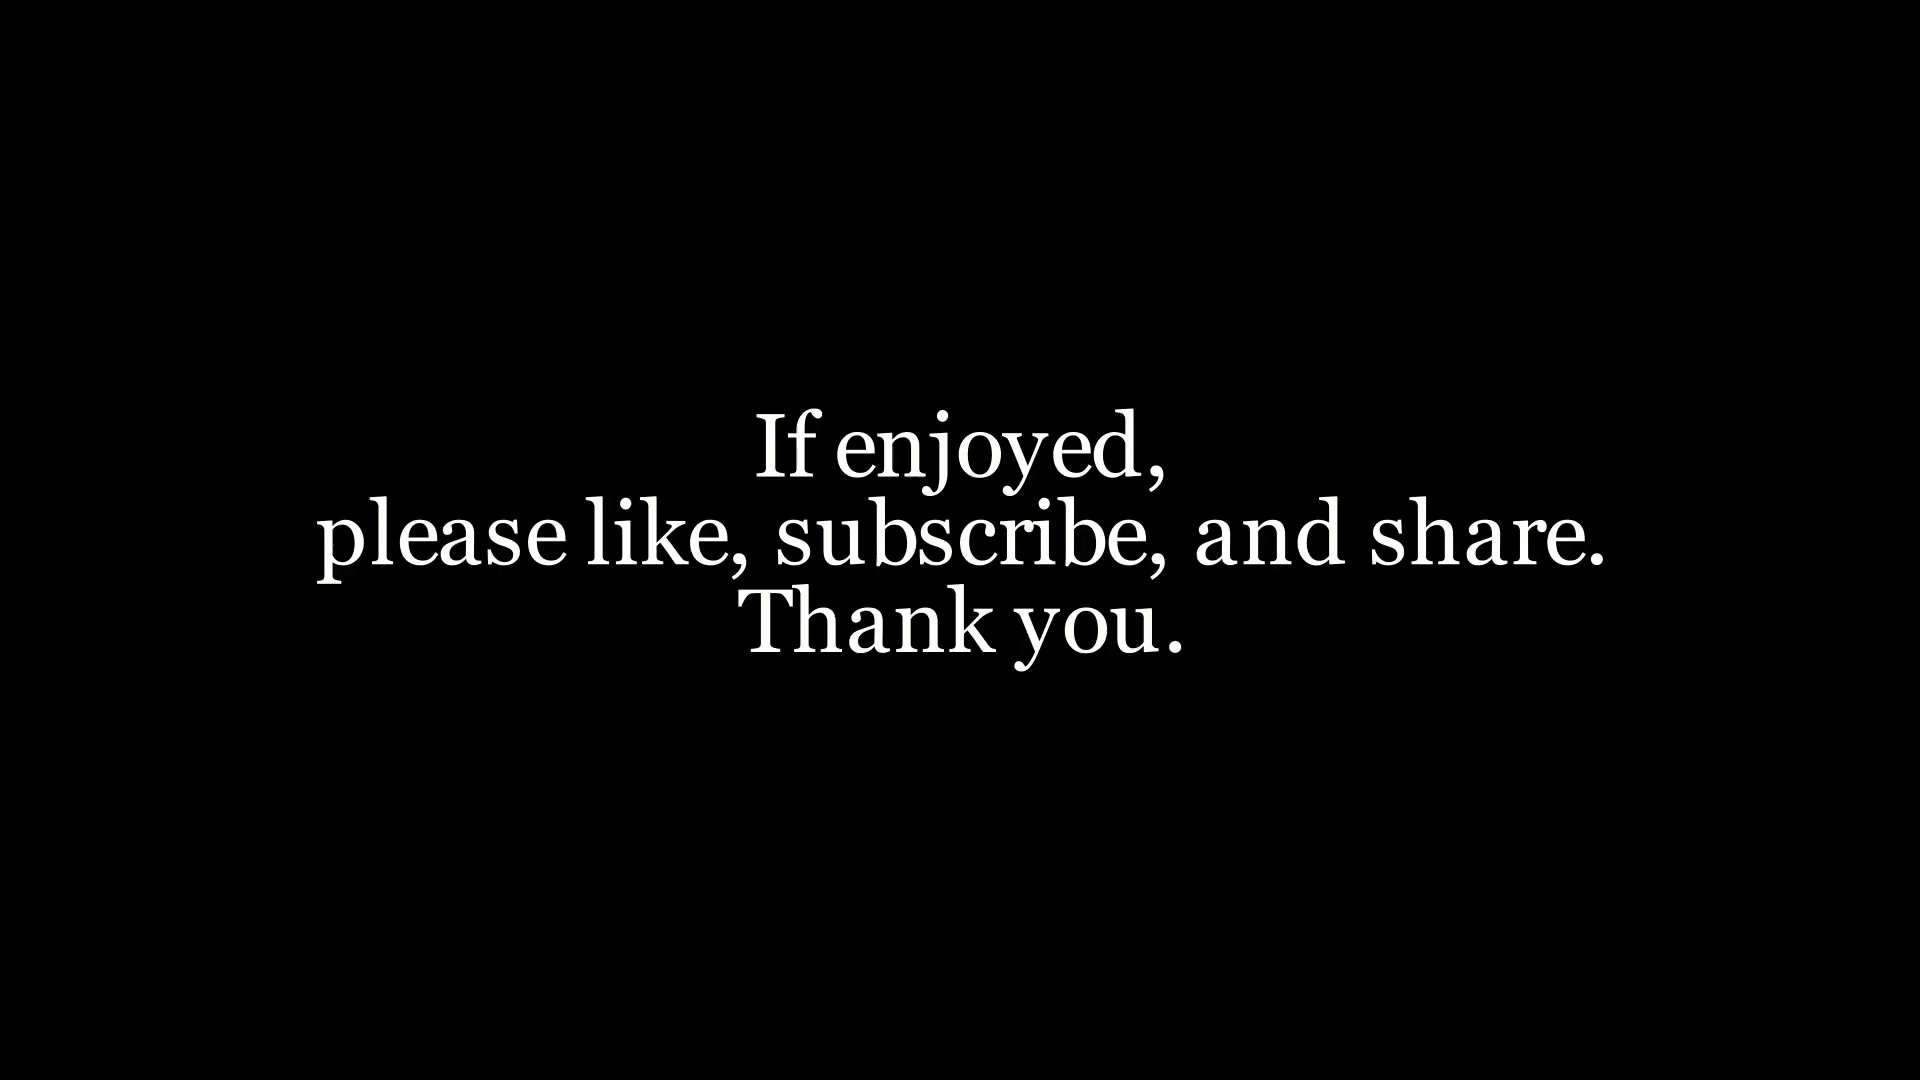 If enjoyed,
please like, subscribe, and share.
Thank you.